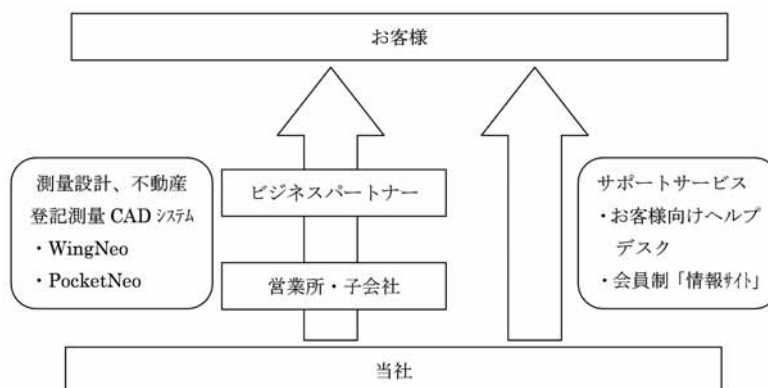 お客様
測量設計、不動産
登記測量 CAD ｼｽﾃﾑ
・WingNeo
・PocketNeo
ビジネスパートナー
営業所・子会社
サポートサービス
・お客様向けヘルプ
デスク
・会員制「情報ｻｲﾄ」
当社